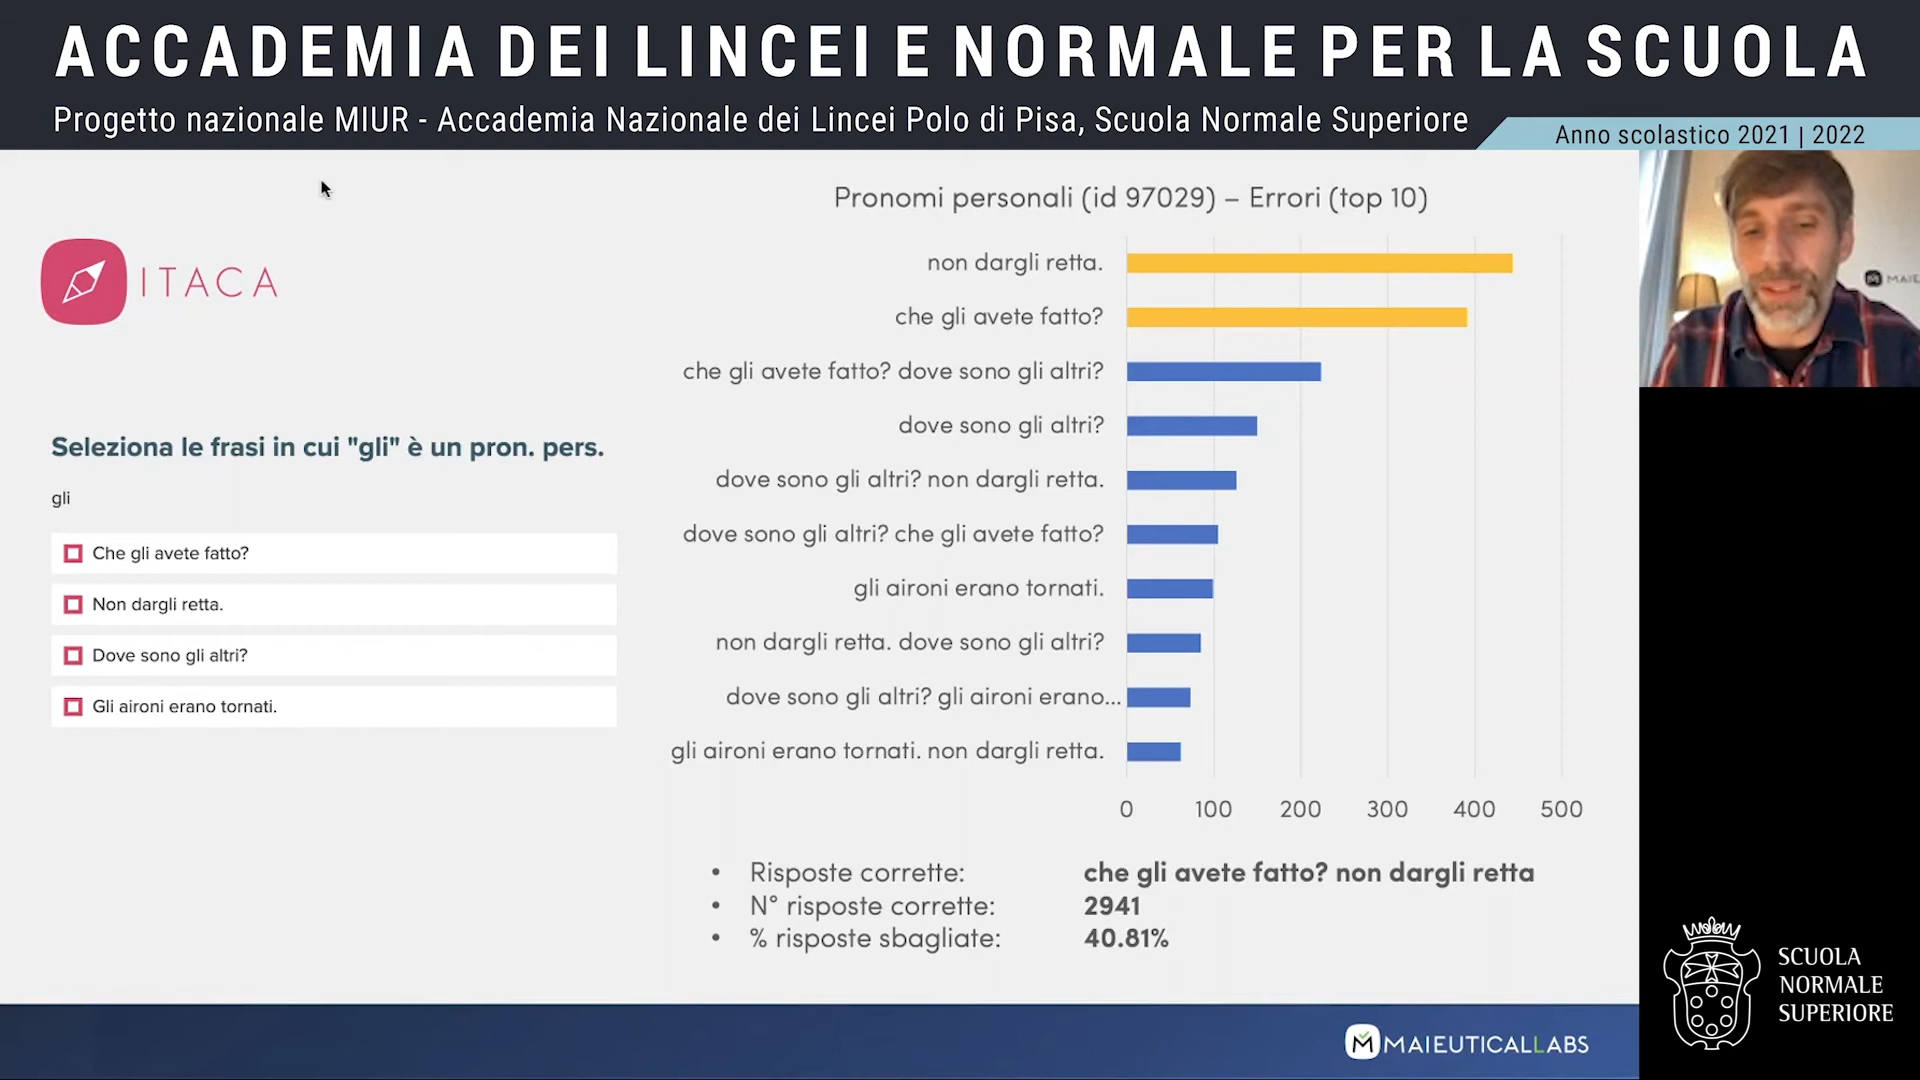 ACCADEMIA DEI LINCEI E NORMALE PER LA SCUOLA
Progetto nazionale MIUR - Accademia Nazionale dei Lincei Polo di Pisa, Scuola Normale Superiore
Anno scolastico 2021 | 2022
ITACA
Seleziona le frasi in cui "gli" è un pron. pers.
gli
Che gli avete fatto?
Non dargli retta.
Dove sono gli altri?
Gli aironi erano tornati.
Pronomi personali (id 97029) – Errori (top 10)
non dargli retta.
che gli avete fatto?
che gli avete fatto? dove sono gli altri?
dove sono gli altri?
dove sono gli altri? non dargli retta.
dove sono gli altri? che gli avete fatto?
gli aironi erano tornati.
non dargli retta. dove sono gli altri?
dove sono gli altri? gli aironi erano...
gli aironi erano tornati. non dargli retta.
0 100 200 300 400 500
• Risposte corrette: che gli avete fatto? non dargli retta
• N° risposte corrette: 2941
• % risposte sbagliate: 40.81%
MAIE
MAIEUTICALLABS
SCUOLA
NORMALE
SUPERIORE